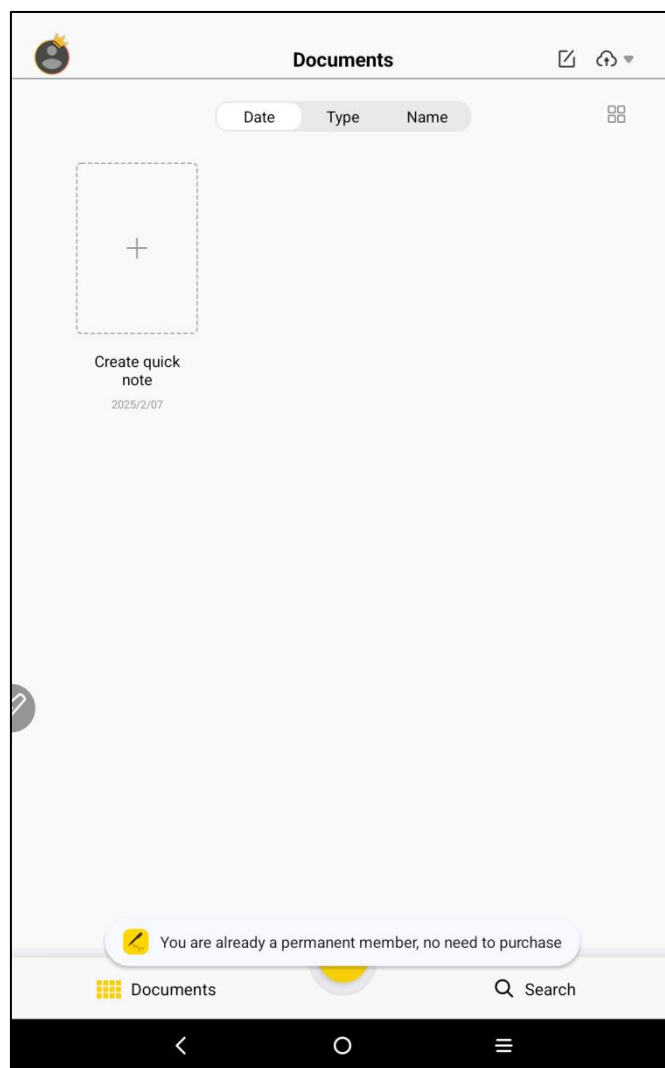 Documents
Date Type Name
Create quick
note
2025/2/07
You are already a permanent member, no need to purchase
Documents Search